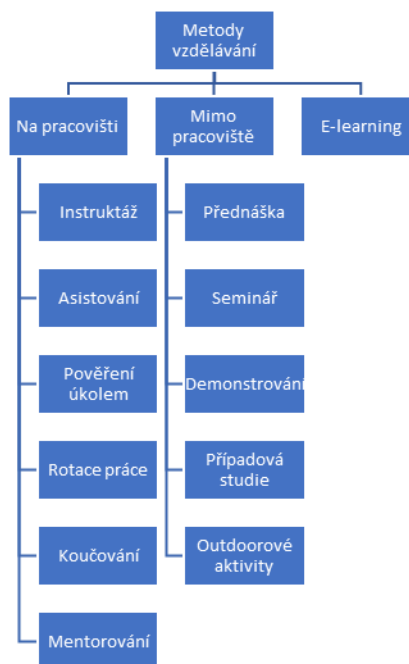 Metody
vzdělávání
Na pracovišti
Mimo
pracoviště
E-learning
Instruktáž
Přednáška
Asistování
Seminář
Pověření
úkolem
Demonstrování
Rotace práce
Případová
studie
Koučování
Outdoorové
aktivity
Mentorování